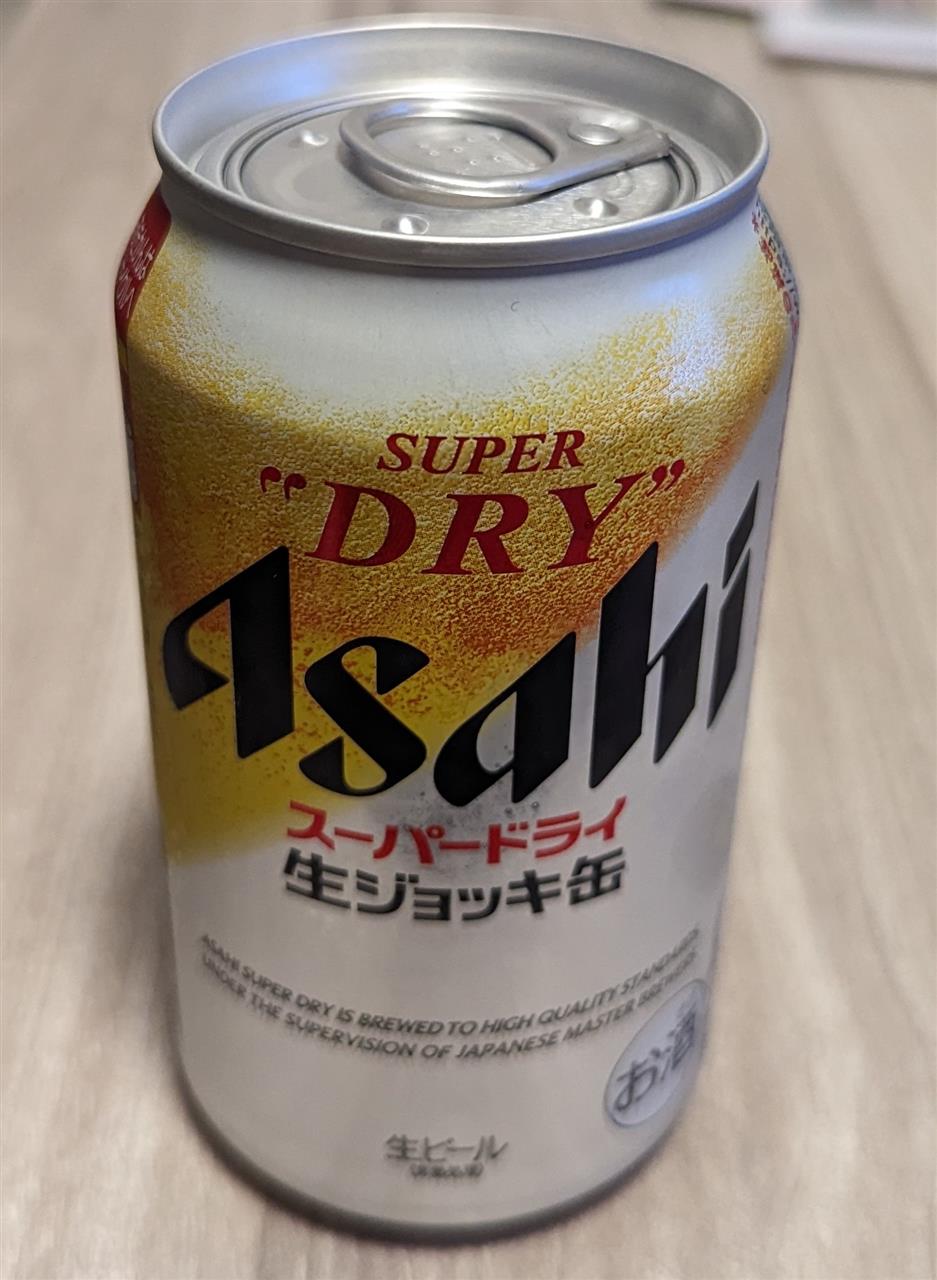 SUPER
"DRY"
Asahi
スーパードライ
生ジョッキ缶
ASAHI SUPER DRY IS BREWED TO HIGH QUALITY STANDARDS
UNDER THE SUPERVISION OF JAPANESE MASTER BREWERS
お酒
生ビール